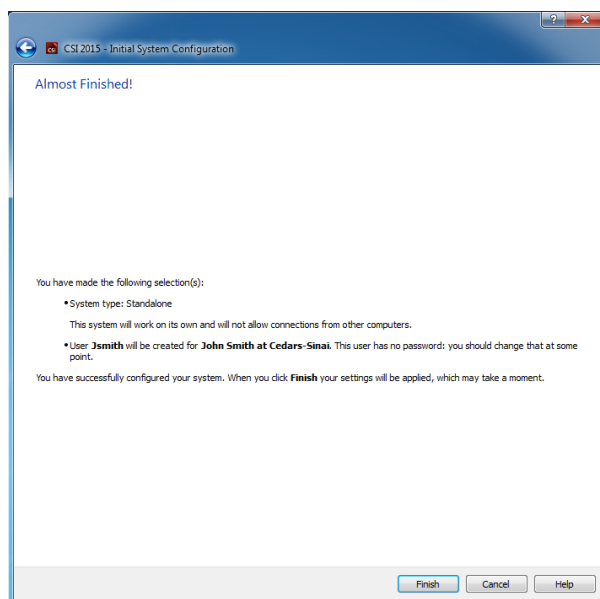 ?
x
CSI
CSI 2015 - Initial System Configuration
Almost Finished!
You have made the following selection(s):
•System type: Standalone
This system will work on its own and will not allow connections from other computers.
•User Jsmith will be created for John Smith at Cedars-Sinai. This user has no password: you should change that at some
point.
You have successfully configured your system. When you click Finish your settings will be applied, which may take a moment.
Finish Cancel Help